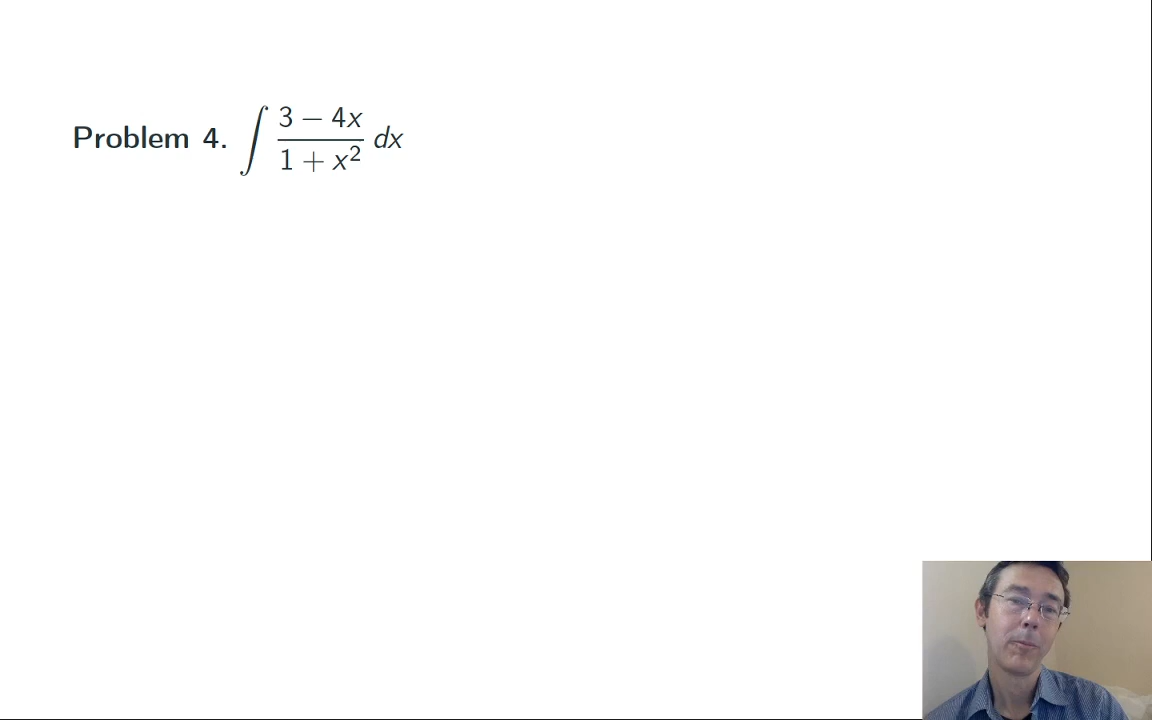 Problem 4. ∫ (3 − 4x)/(1 + x²) dx